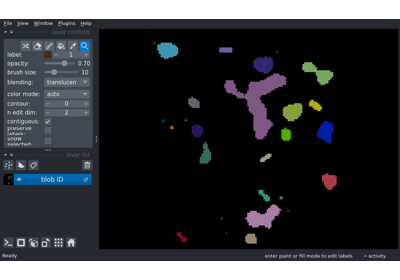 File View Window Plugins Help
layer controls
label: 1
opacity: 0.70
brush size: 10
blending: translucen
color mode: auto
contour: 0
n edit dim: 2
contiguous:
preserve
labels:
show
selected:
layer list
blob ID
Ready enter paint or fill mode to edit labels activity